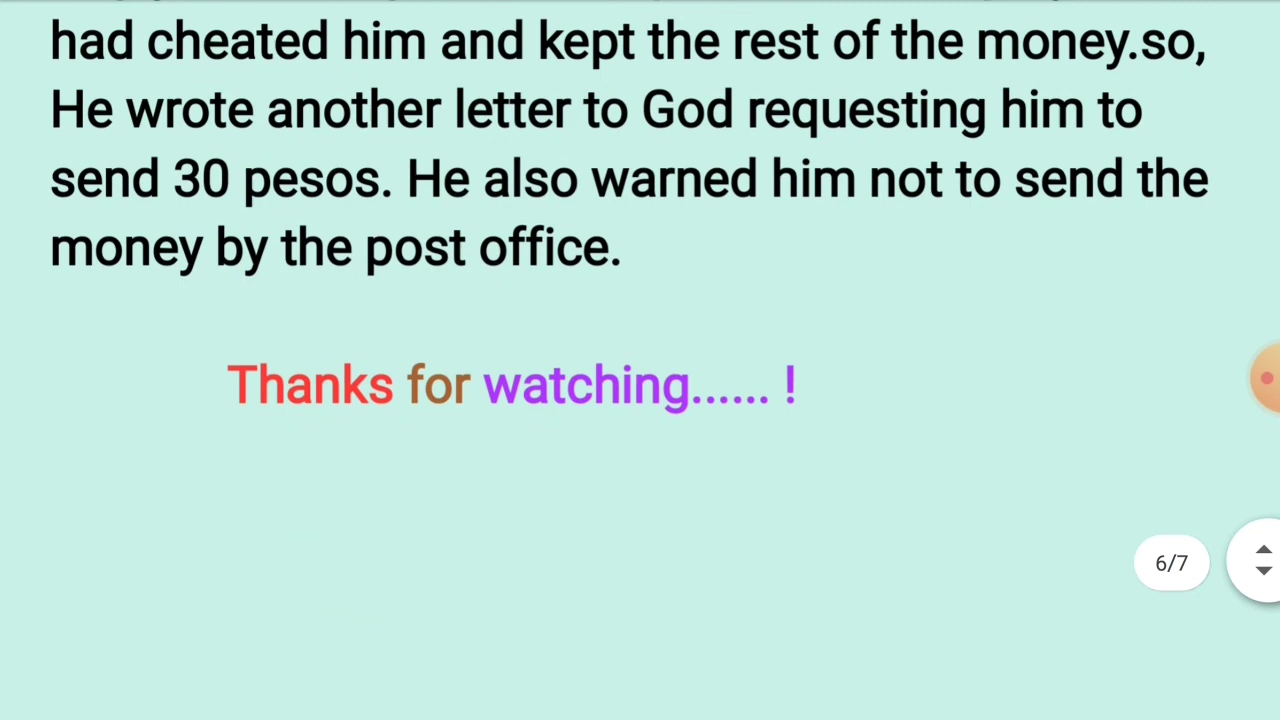 had cheated him and kept the rest of the money.so,
He wrote another letter to God requesting him to
send 30 pesos. He also warned him not to send the
money by the post office.
Thanks for watching...... !
6/7